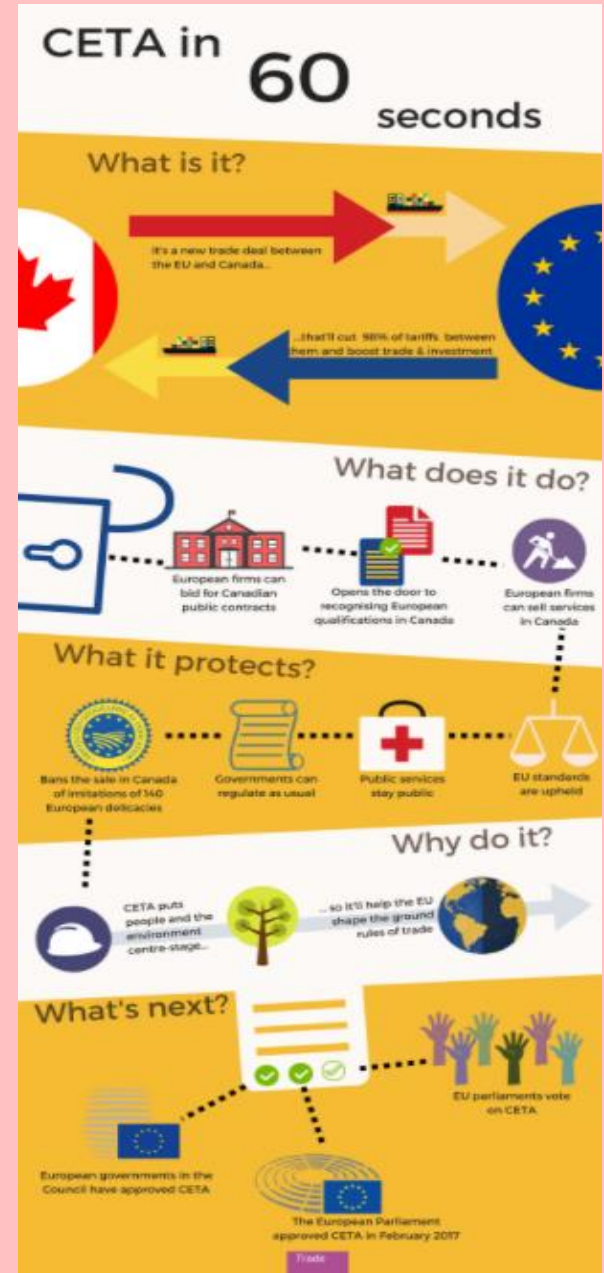 CETA in
60
seconds
What is it?
It's a new trade deal between
the EU and Canada...
...that'll cut 98% of tariffs between
them and boost trade & investment
What does it do?
European firms can
bid for Canadian
public contracts
Opens the door to
recognising European
qualifications in Canada
European firms
can sell services
in Canada
What it protects?
Bans the sale in Canada
of imitations of 140
European delicacies
Governments can
regulate as usual
Public services
stay public
EU standards
are upheld
Why do it?
CETA puts
people and the
environment
centre-stage...
... so it'll help the EU
shape the ground
rules of trade
What's next?
EU parliaments vote
on CETA
European governments in the
Council have approved CETA
The European Parliament
approved CETA in February 2017
Trade